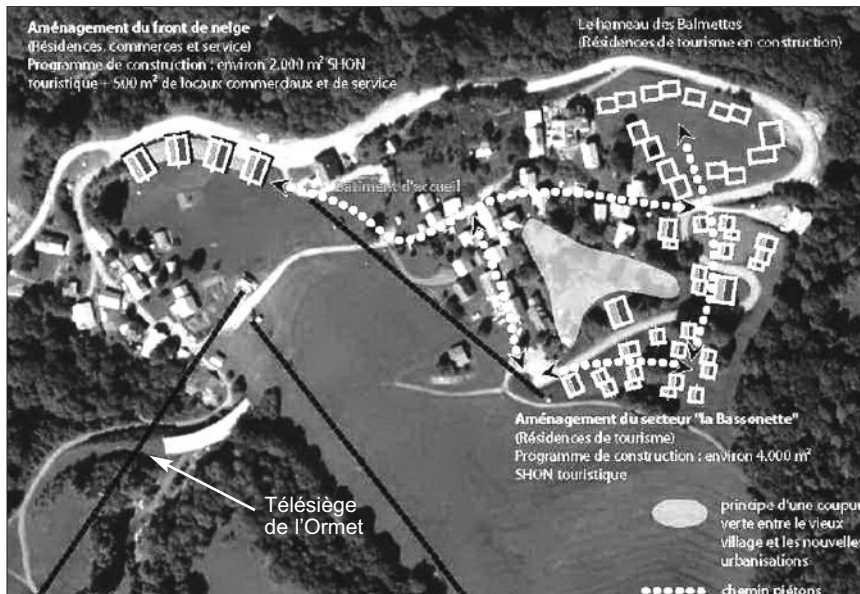 Aménagement du front de neige
(Résidences, commerces et service)
Programme de construction : environ 2.000 m² SHON
touristique + 500 m² de locaux commerciaux et de service
Le hameau des Balmettes
(Résidences de tourisme en construction)
Bâtiment d'accueil
Aménagement du secteur "la Bassonette"
(Résidences de tourisme)
Programme de construction : environ 4.000 m²
SHON touristique
Télésiège
de l'Ormet
principe d'une coupur
verte entre le vieux
village et les nouvelle
urbanisations
chemin piétons